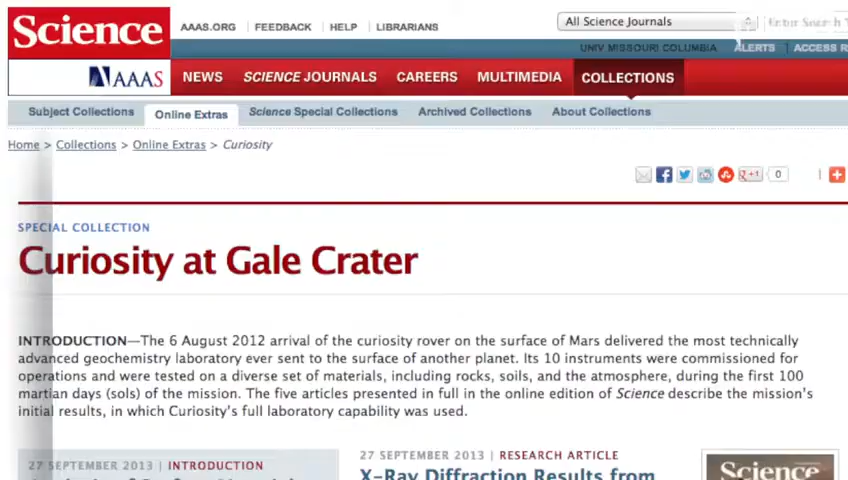 Science
AAAS.ORG
FEEDBACK
HELP
LIBRARIANS
All Science Journals
UNIV MISSOURI COLUMBIA
ALERTS
ACCESS R
AAAS
NEWS
SCIENCE JOURNALS
CAREERS
MULTIMEDIA
COLLECTIONS
Subject Collections
Online Extras
Science Special Collections
Archived Collections
About Collections
Home > Collections > Online Extras > Curiosity
+1
0
SPECIAL COLLECTION
Curiosity at Gale Crater
INTRODUCTION—The 6 August 2012 arrival of the curiosity rover on the surface of Mars delivered the most technically
advanced geochemistry laboratory ever sent to the surface of another planet. Its 10 instruments were commissioned for
operations and were tested on a diverse set of materials, including rocks, soils, and the atmosphere, during the first 100
martian days (sols) of the mission. The five articles presented in full in the online edition of Science describe the mission's
initial results, in which Curiosity's full laboratory capability was used.
27 SEPTEMBER 2013 | INTRODUCTION
27 SEPTEMBER 2013 | RESEARCH ARTICLE
X-Ray Diffraction Results from
Science